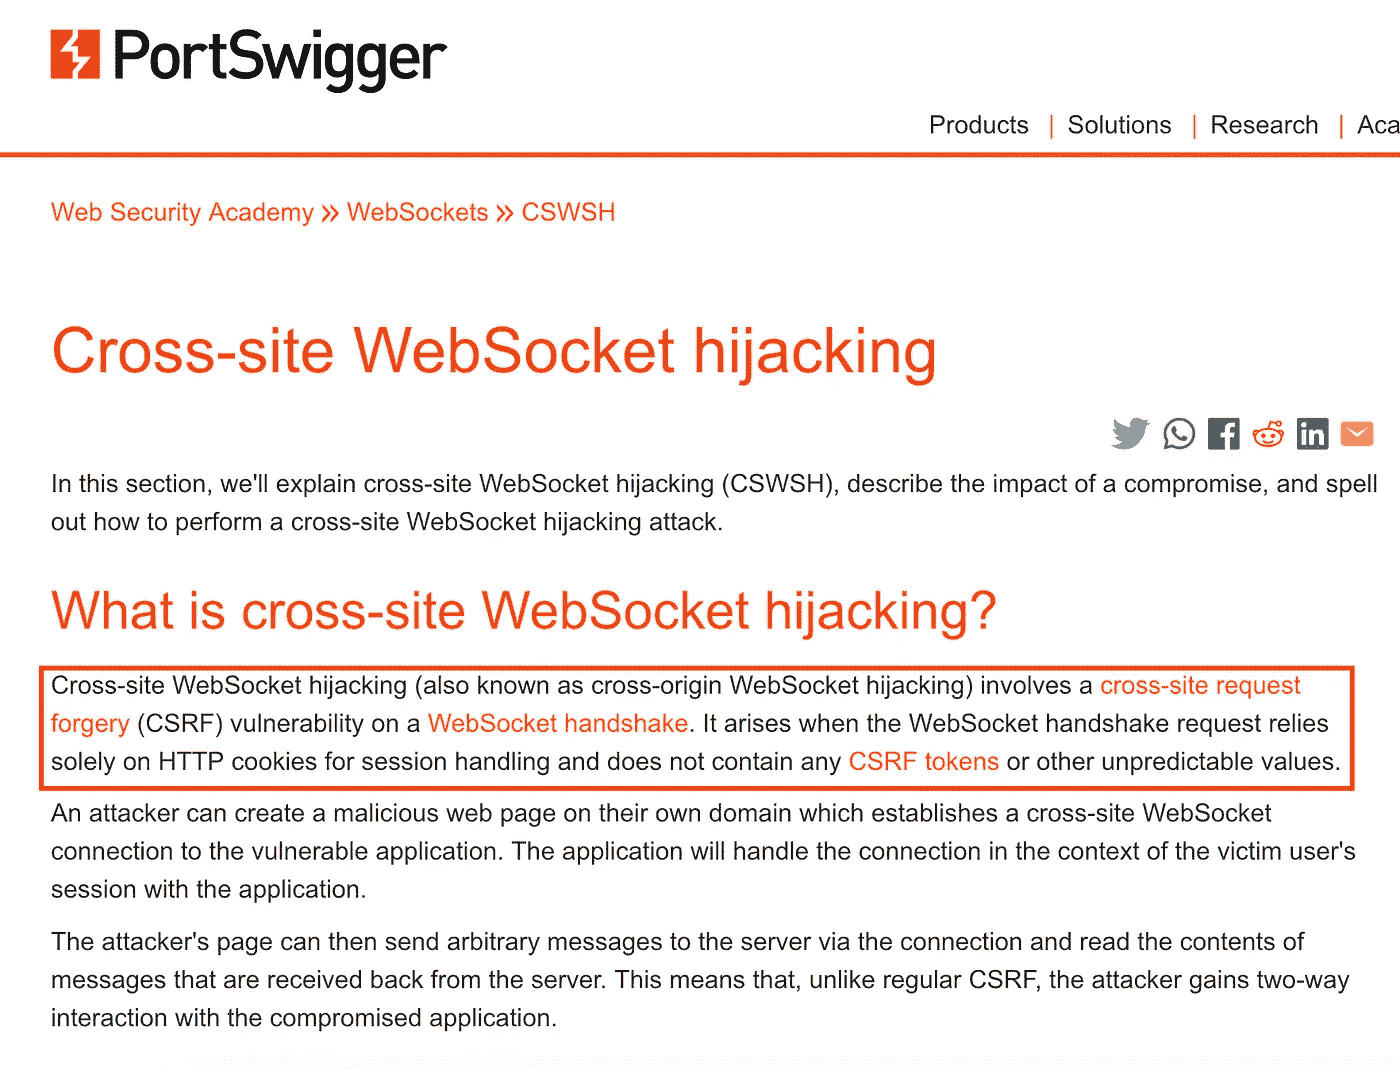 PortSwigger
Products | Solutions | Research | Aca
Web Security Academy » WebSockets » CSWSH
Cross-site WebSocket hijacking
In this section, we'll explain cross-site WebSocket hijacking (CSWSH), describe the impact of a compromise, and spell
out how to perform a cross-site WebSocket hijacking attack.
What is cross-site WebSocket hijacking?
Cross-site WebSocket hijacking (also known as cross-origin WebSocket hijacking) involves a cross-site request
forgery (CSRF) vulnerability on a WebSocket handshake. It arises when the WebSocket handshake request relies
solely on HTTP cookies for session handling and does not contain any CSRF tokens or other unpredictable values.
An attacker can create a malicious web page on their own domain which establishes a cross-site WebSocket
connection to the vulnerable application. The application will handle the connection in the context of the victim user's
session with the application.
The attacker's page can then send arbitrary messages to the server via the connection and read the contents of
messages that are received back from the server. This means that, unlike regular CSRF, the attacker gains two-way
interaction with the compromised application.